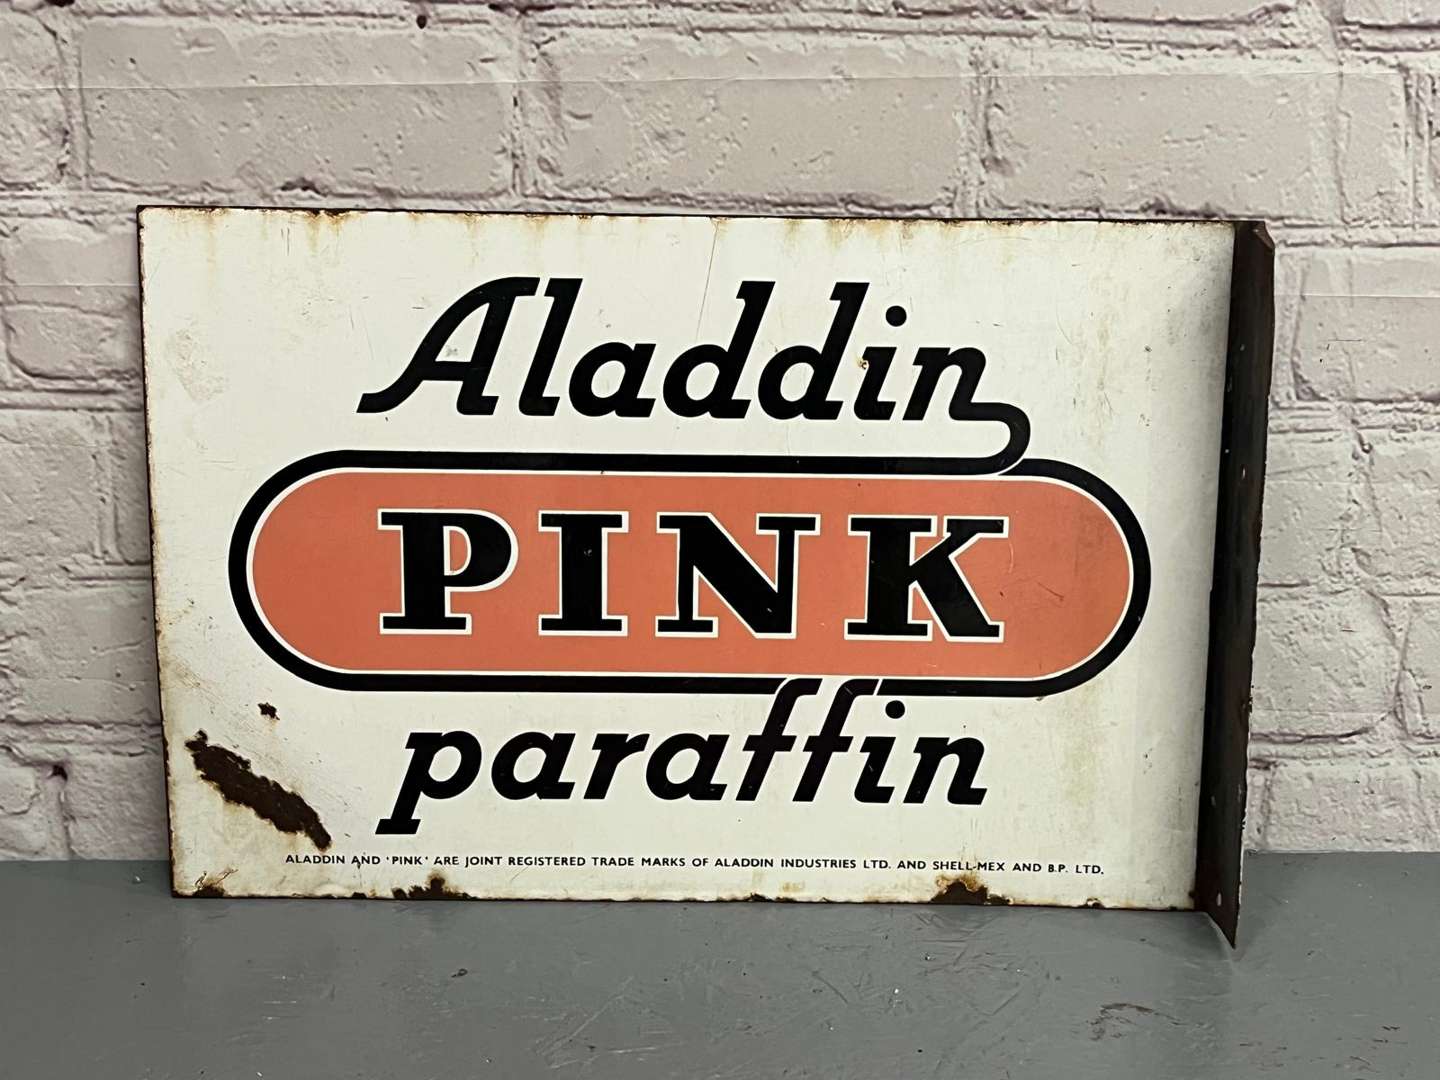 Aladdin
PINK
paraffin
ALADDIN AND 'PINK' ARE JOINT REGISTERED TRADE MARKS OF ALADDIN INDUSTRIES LTD. AND SHELL-MEX AND B.P. LTD.